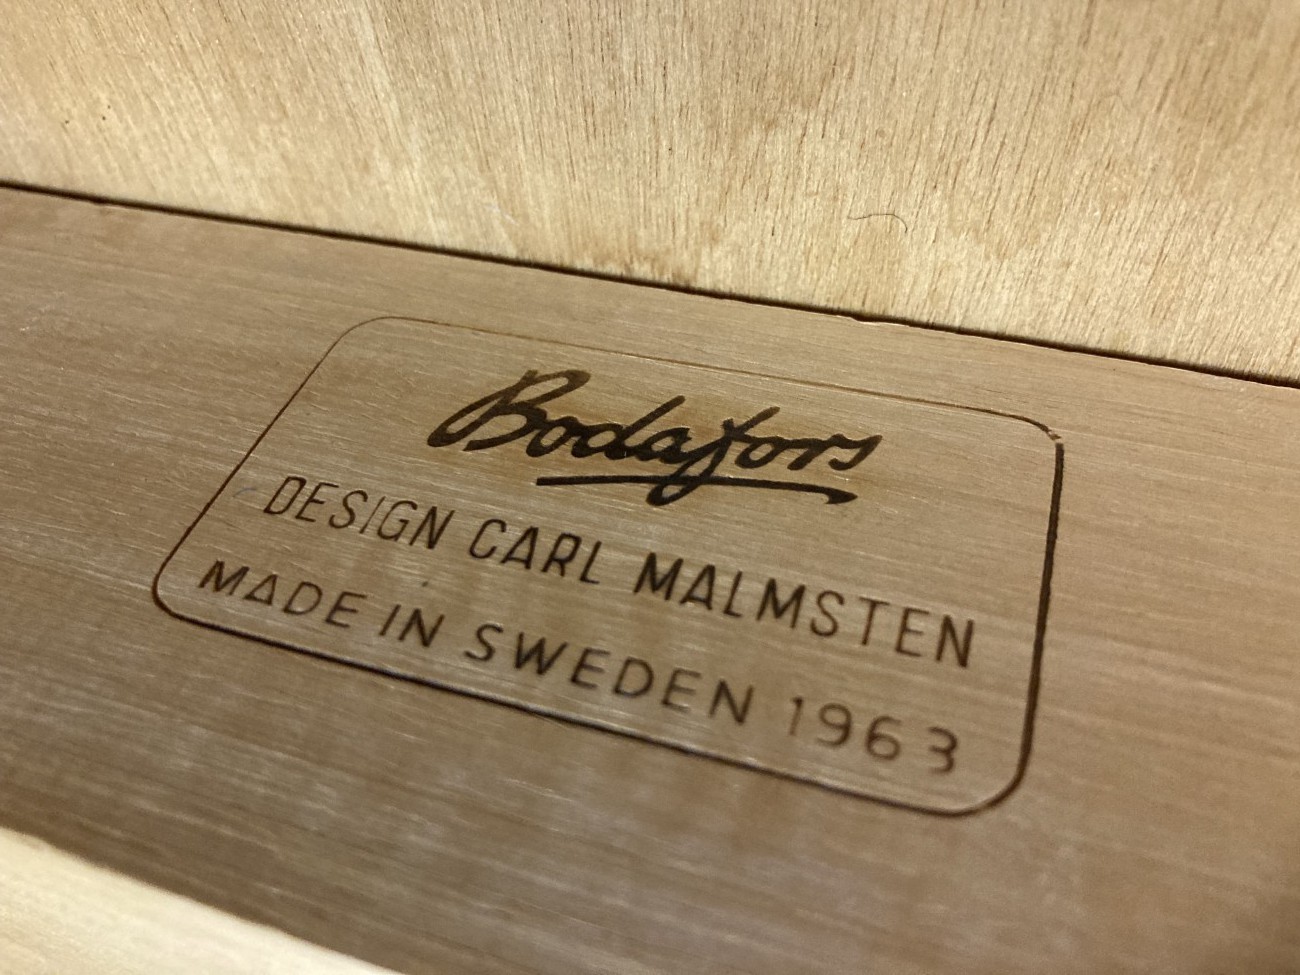 Bodafors
DESIGN CARL MALMSTEN
MADE IN SWEDEN 1963